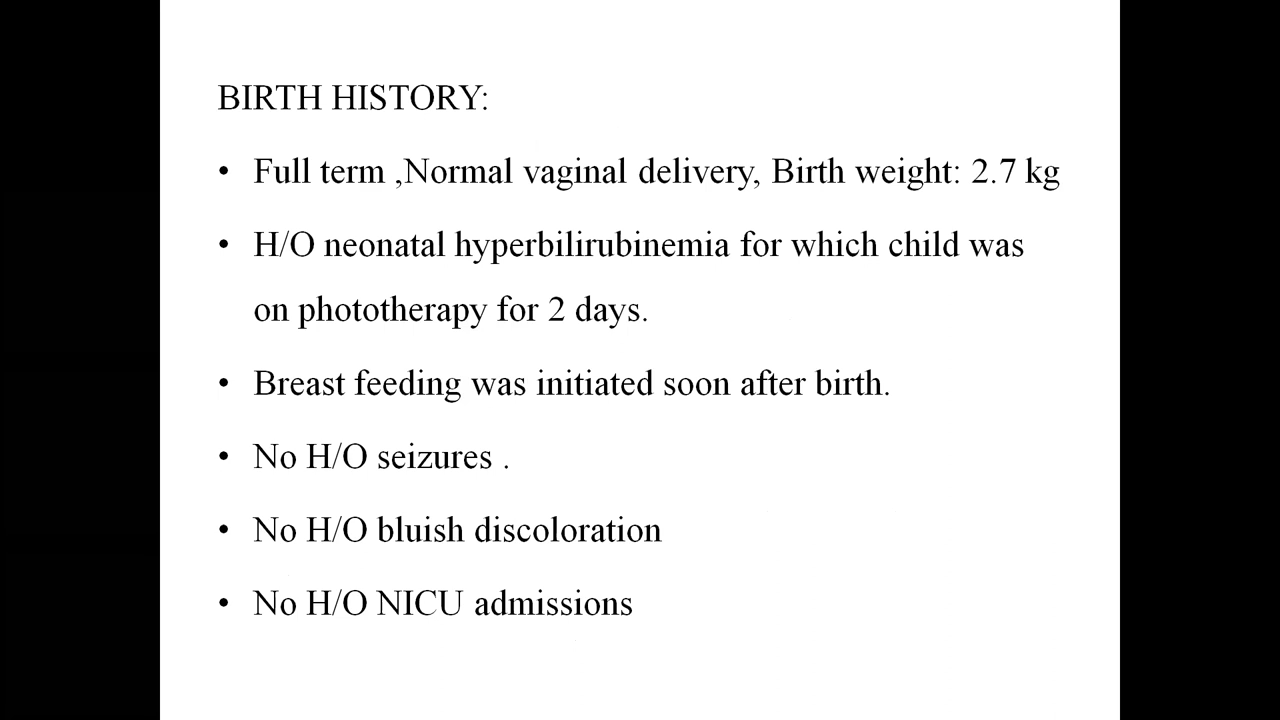 BIRTH HISTORY:
• Full term ,Normal vaginal delivery, Birth weight: 2.7 kg
• H/O neonatal hyperbilirubinemia for which child was
on phototherapy for 2 days.
• Breast feeding was initiated soon after birth.
• No H/O seizures .
• No H/O bluish discoloration
• No H/O NICU admissions